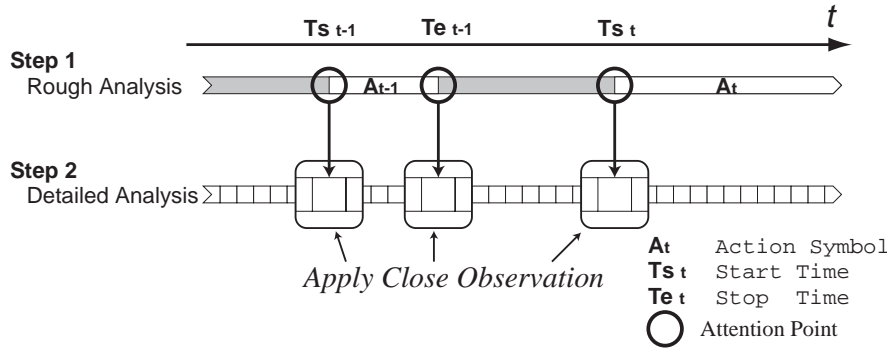 t
Ts t-1 Te t-1 Ts t
Step 1
Rough Analysis
At-1 At
Step 2
Detailed Analysis
Apply Close Observation
At Action Symbol
Ts t Start Time
Te t Stop Time
Attention Point